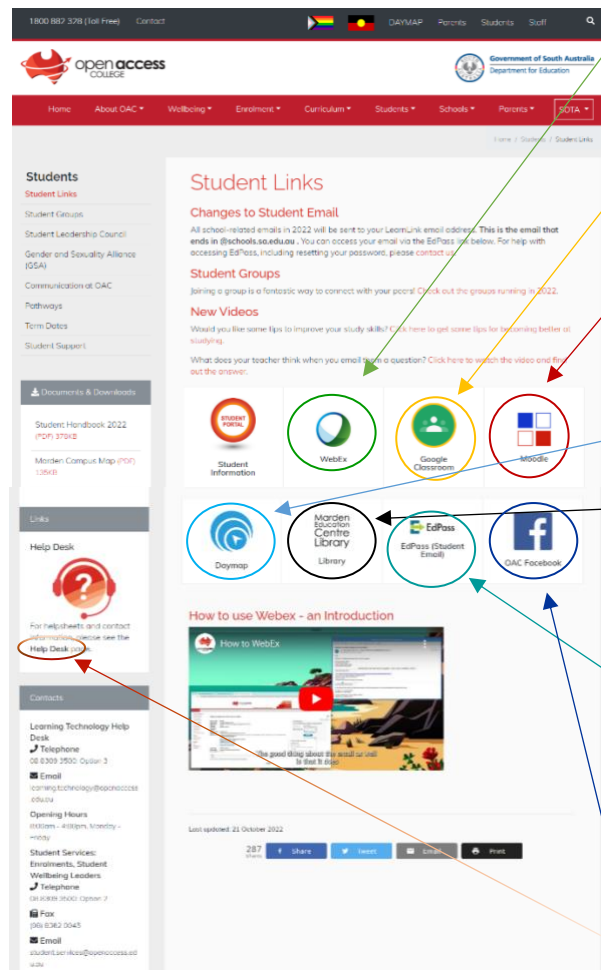 1800 882 328 (Toll Free) Contact DAYMAP Parents Students Staff
open access
COLLEGE
Government of South Australia
Department for Education
Home About OAC Wellbeing Enrolment Curriculum Students Schools Parents SOTA
Home / Students / Student Links
Students
Student Links
Student Groups
Student Leadership Council
Gender and Sexuality Alliance
(GSA)
Communication at OAC
Pathways
Term Dates
Student Support
Documents & Downloads
Student Handbook 2022
(PDF) 379KB
Marden Campus Map (PDF)
Links
Help Desk
For helpsheets and contact
information, please see the
Help Desk page.
Contacts
Learning Technology Help
Desk
Telephone
08 8309 3500: Option 3
Email
learning.technology@openaccess
.edu.au
Opening Hours
8:00am - 4:00pm, Monday -
Friday
Student Services:
Enrolments, Student
Wellbeing Leaders
Telephone
08 8309 3500: Option 2
Fax
(08) 8362 0045
Email
student.services@openaccess.ed
u.au
Student Links
Changes to Student Email
All school-related emails in 2022 will be sent to your LearnLink email address. This is the email that
ends in @schools.sa.edu.au . You can access your email via the EdPass link below. For help with
accessing EdPass, including resetting your password, please contact us.
Student Groups
Joining a group is a fantastic way to connect with your peers! Check out the groups running in 2022.
New Videos
Would you like some tips to improve your study skills? Click here to get some tips for becoming better at
studying.
What does your teacher think when you email them a question? Click here to watch the video and find
out the answer.
STUDENT
PORTAL
Student
Information
WebEx
Google
Classroom
Moodle
Daymap
Marden
Education
Centre
Library
Library
EdPass
EdPass (Student
Email)
OAC Facebook
How to use Webex - an Introduction
How to WebEx
The good thing about the scroll or tool
is that it does
Last updated: 21 October 2022
287
Shares
Share Tweet Email Print